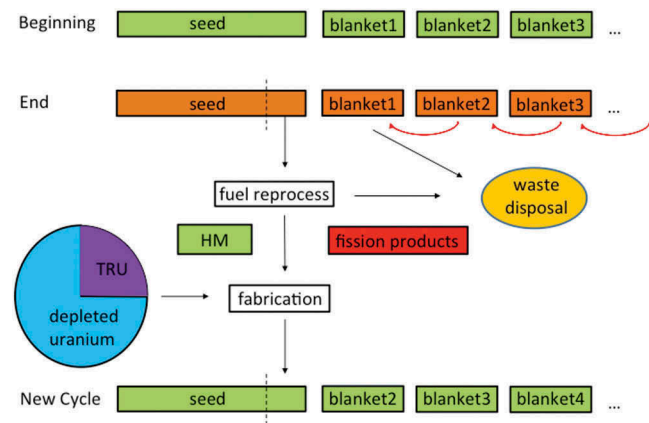 Beginning
seed
blanket1
blanket2
blanket3
...
End
seed
blanket1
blanket2
blanket3
...
fuel reprocess
waste
disposal
HM
fission products
TRU
depleted
uranium
fabrication
New Cycle
seed
blanket2
blanket3
blanket4
...